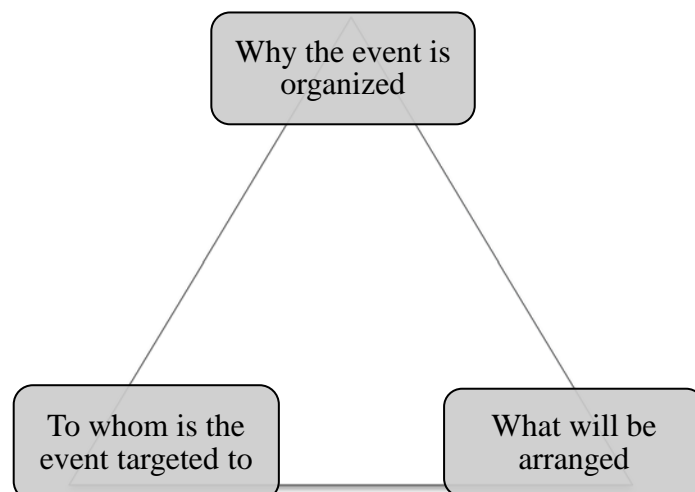 Why the event is
organized
To whom is the
event targeted to
What will be
arranged